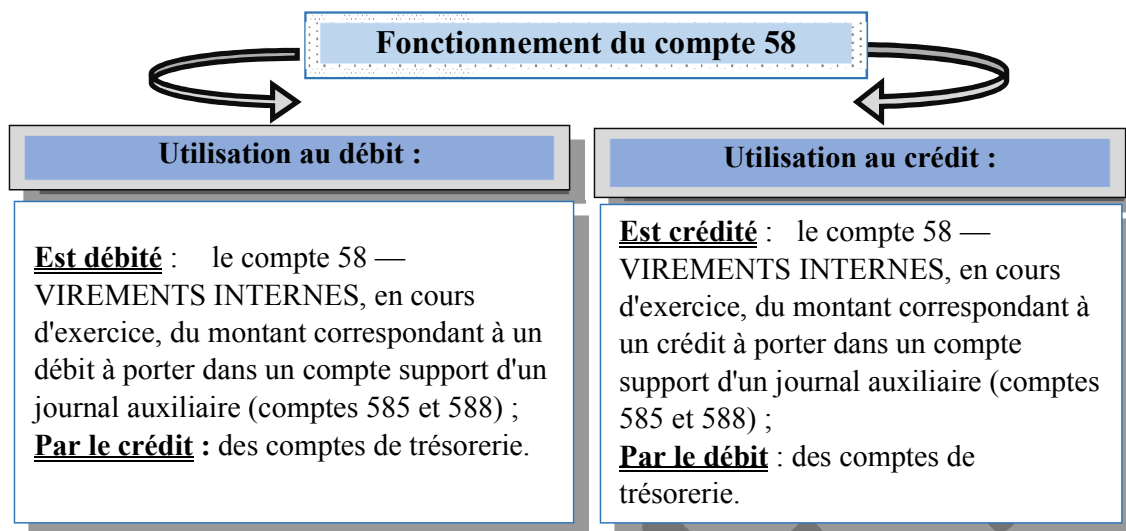 Fonctionnement du compte 58
Utilisation au débit :
Est débité :    le compte 58 —
VIREMENTS INTERNES, en cours
d'exercice, du montant correspondant à un
débit à porter dans un compte support d'un
journal auxiliaire (comptes 585 et 588) ;
Par le crédit : des comptes de trésorerie.
Utilisation au crédit :
Est crédité :   le compte 58 —
VIREMENTS INTERNES, en cours
d'exercice, du montant correspondant à
un crédit à porter dans un compte
support d'un journal auxiliaire (comptes
585 et 588) ;
Par le débit : des comptes de
trésorerie.